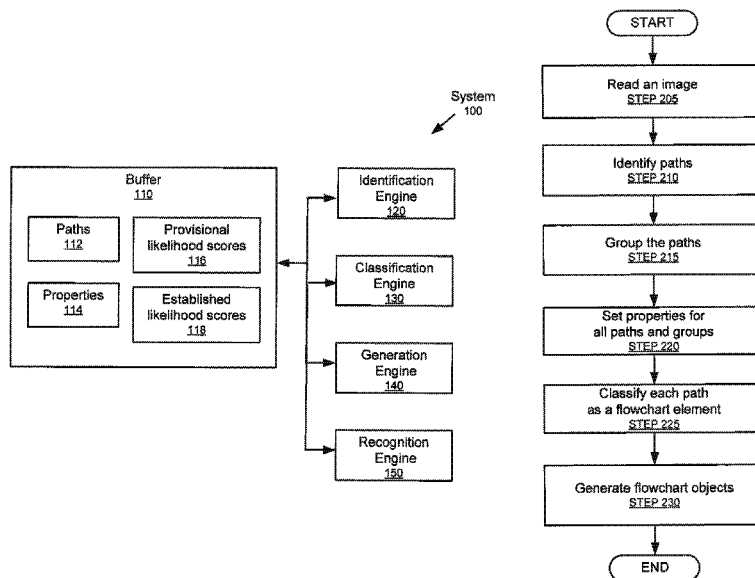 System
100
Buffer
110
Paths
112
Provisional
likelihood scores
116
Properties
114
Established
likelihood scores
118
Identification
Engine
120
Classification
Engine
130
Generation
Engine
140
Recognition
Engine
150
START
Read an image
STEP 205
Identify paths
STEP 210
Group the paths
STEP 215
Set properties for
all paths and groups
STEP 220
Classify each path
as a flowchart element
STEP 225
Generate flowchart objects
STEP 230
END